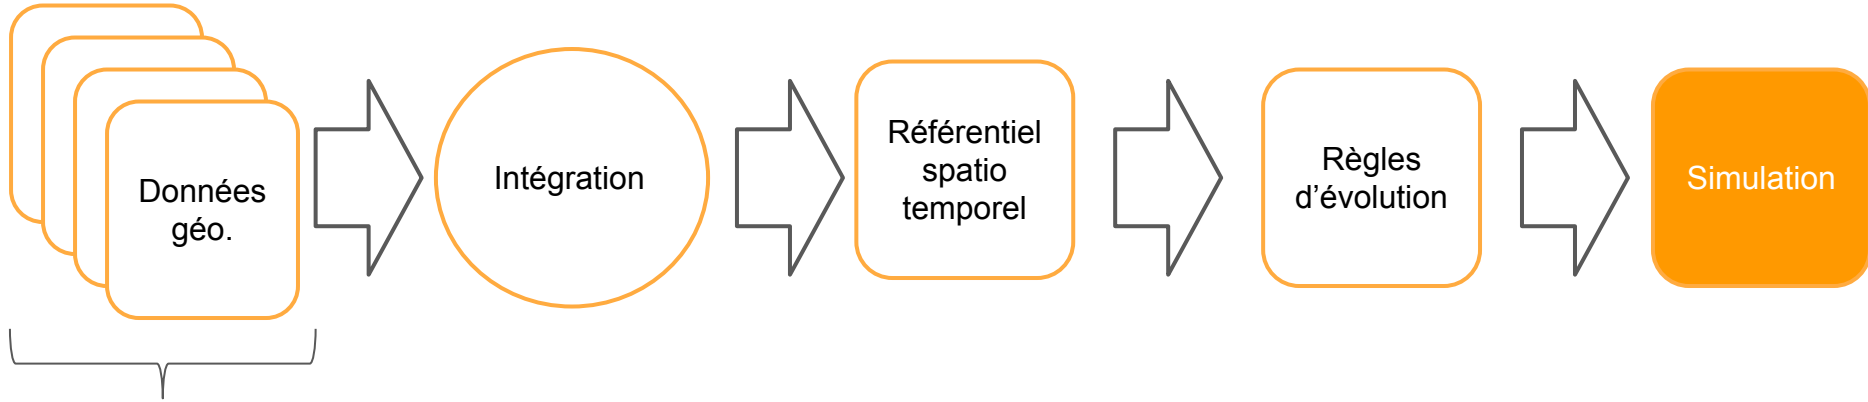 Données
géo.
Intégration
Référentiel
spatio
temporel
Règles
d’évolution
Simulation